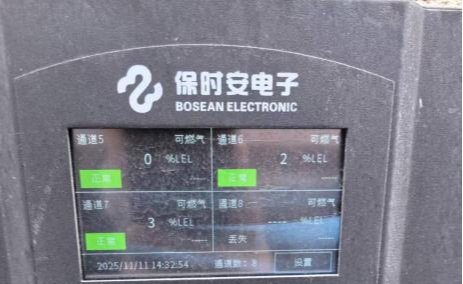 保时安电子
BOSEAN ELECTRONIC
通道5 可燃气 通道6 可燃气
0 %LEL 2 %LEL
正常 ---- 正常 ----
通道7 可燃气 通道8 可燃气
3 %LEL ---- %LEL
正常 ---- 丢失 ----
2025/11/11 14:32:54 通道数: 8 设置